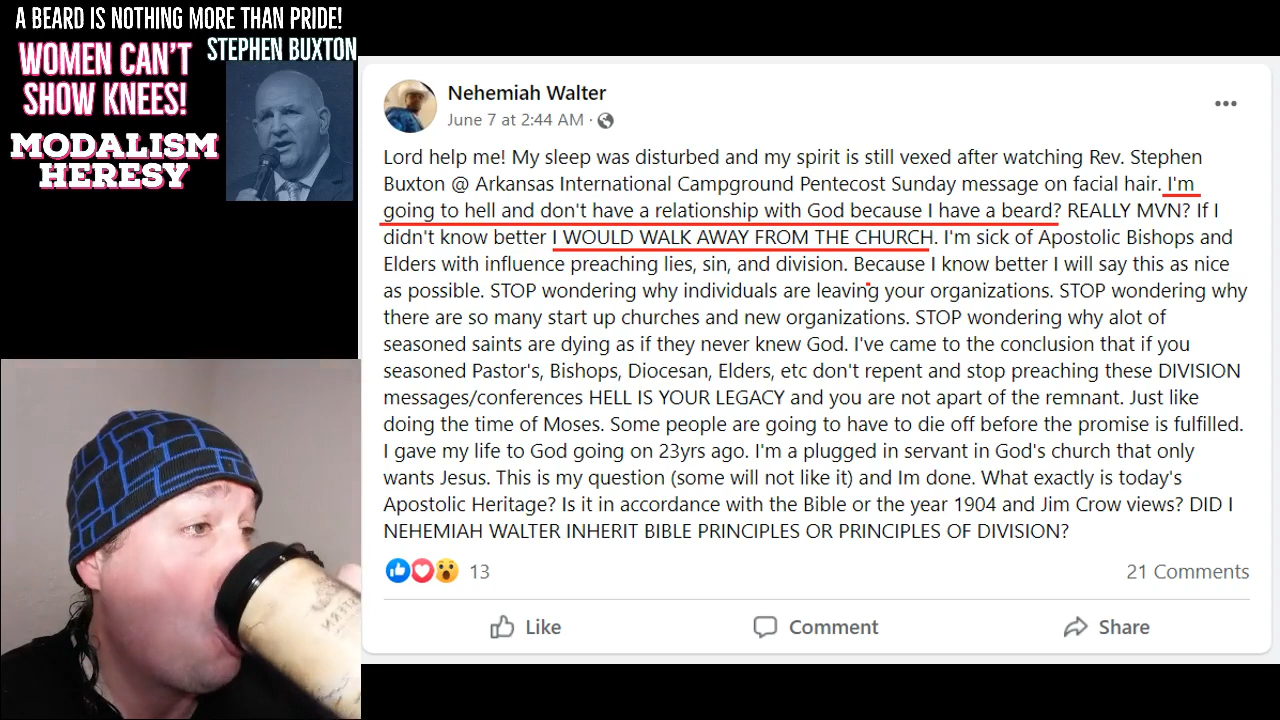 A BEARD IS NOTHING MORE THAN PRIDE!
WOMEN CAN'T
SHOW KNEES!
STEPHEN BUXTON
MODALISM
HERESY
Nehemiah Walter
June 7 at 2:44 AM ·
Lord help me! My sleep was disturbed and my spirit is still vexed after watching Rev. Stephen
Buxton @ Arkansas International Campground Pentecost Sunday message on facial hair. I'm
going to hell and don't have a relationship with God because I have a beard? REALLY MVN? If I
didn't know better I WOULD WALK AWAY FROM THE CHURCH. I'm sick of Apostolic Bishops and
Elders with influence preaching lies, sin, and division. Because I know better I will say this as nice
as possible. STOP wondering why individuals are leaving your organizations. STOP wondering why
there are so many start up churches and new organizations. STOP wondering why alot of
seasoned saints are dying as if they never knew God. I've came to the conclusion that if you
seasoned Pastor's, Bishops, Diocesan, Elders, etc don't repent and stop preaching these DIVISION
messages/conferences HELL IS YOUR LEGACY and you are not apart of the remnant. Just like
doing the time of Moses. Some people are going to have to die off before the promise is fulfilled.
I gave my life to God going on 23yrs ago. I'm a plugged in servant in God's church that only
wants Jesus. This is my question (some will not like it) and Im done. What exactly is today's
Apostolic Heritage? Is it in accordance with the Bible or the year 1904 and Jim Crow views? DID I
NEHEMIAH WALTER INHERIT BIBLE PRINCIPLES OR PRINCIPLES OF DIVISION?
13
21 Comments
Like
Comment
Share